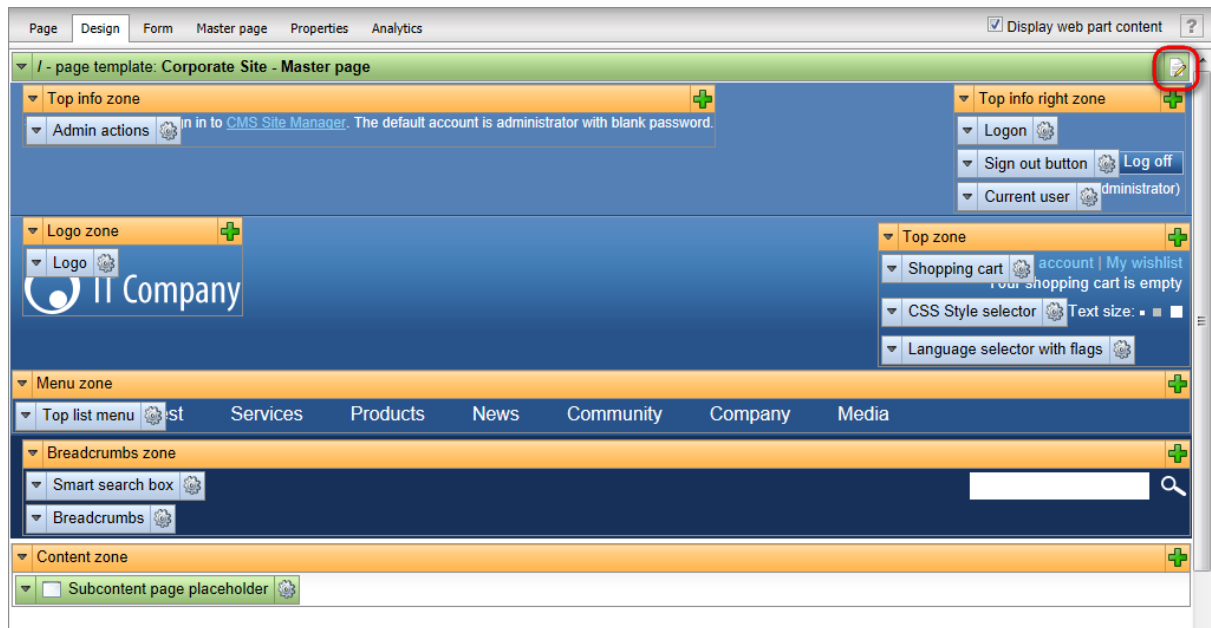 Page Design Form Master page Properties Analytics Display web part content ?
/ - page template: Corporate Site - Master page
Top info zone
Top info right zone
Admin actions n in to CMS Site Manager. The default account is administrator with blank password.
Logon
Sign out button Log off
Current user dministrator)
Logo zone
Top zone
Logo
IT Company
Shopping cart account | My wishlist
Your shopping cart is empty
CSS Style selector Text size:
Language selector with flags
Menu zone
Top list menu st Services Products News Community Company Media
Breadcrumbs zone
Smart search box
Breadcrumbs
Content zone
Subcontent page placeholder